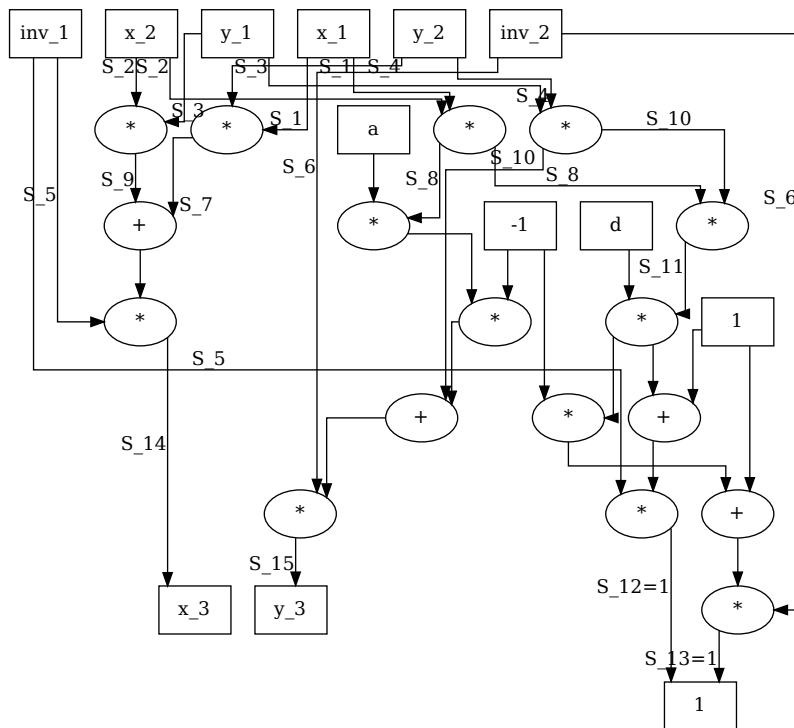 inv_1
x_2
y_1
x_1
y_2
inv_2
S_2
S_2
S_3
S_1
S_4
S_4
S_3
S_1
S_10
*
*
a
*
*
S_6
S_10
S_5
S_9
S_8
S_8
S_6
S_7
+
*
-1
d
*
S_11
*
*
*
1
S_5
+
*
+
S_14
*
*
+
S_15
S_12=1
x_3
y_3
*
S_13=1
1